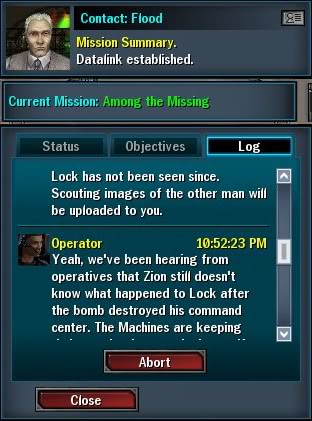 Contact: Flood
Mission Summary.
Datalink established.
Current Mission: Among the Missing
Status
Objectives
Log
Lock has not been seen since.
Scouting images of the other man will
be uploaded to you.
Operator 10:52:23 PM
Yeah, we've been hearing from
operatives that Zion still doesn't
know what happened to Lock after
the bomb destroyed his command
center. The Machines are keeping
Abort
Close